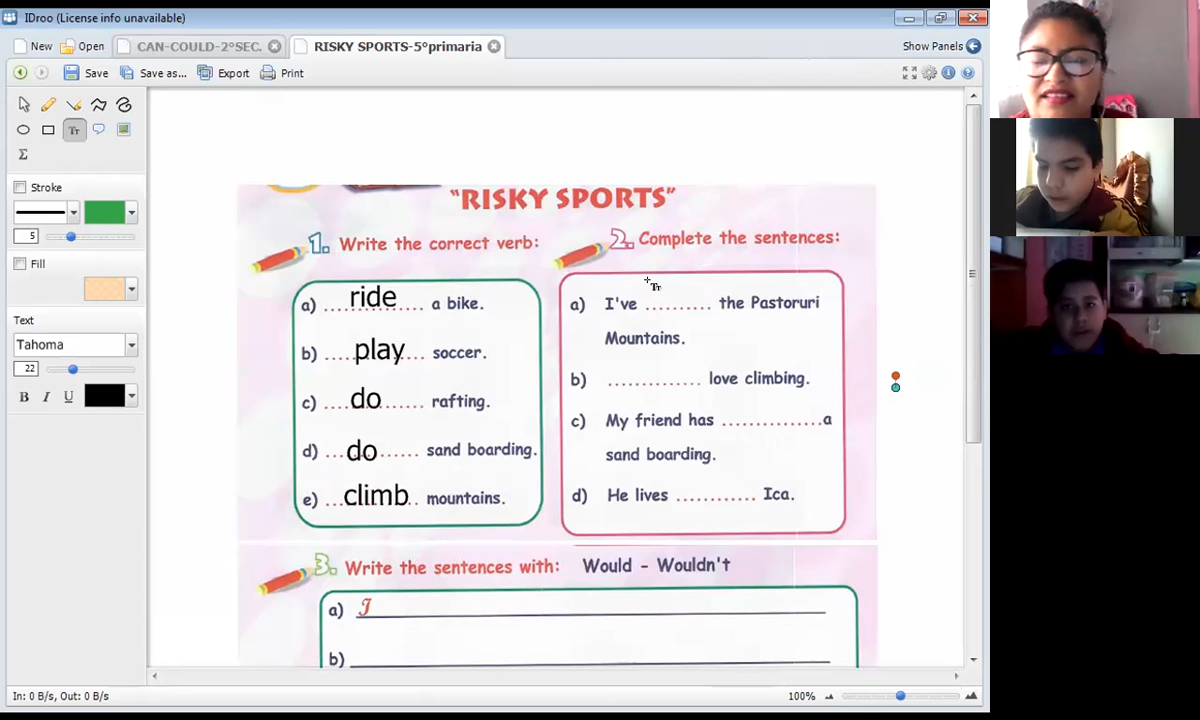 IDroo (License info unavailable)
New Open CAN-COULD-2°SEC. RISKY SPORTS-5°primaria Show Panels
Save Save as... Export Print
Stroke
5
Fill
Text
Tahoma
22
B I U
"RISKY SPORTS"
1. Write the correct verb:
a) ...ride... a bike.
b) ....play.... soccer.
c) ....do...... rafting.
d) ...do...... sand boarding.
e) ...climb.. mountains.
2. Complete the sentences:
a) I've .......... the Pastoruri
Mountains.
b) .............. love climbing.
c) My friend has ...............a
sand boarding.
d) He lives ............ Ica.
3. Write the sentences with: Would - Wouldn't
a) I
b)
In: 0 B/s, Out: 0 B/s
100%